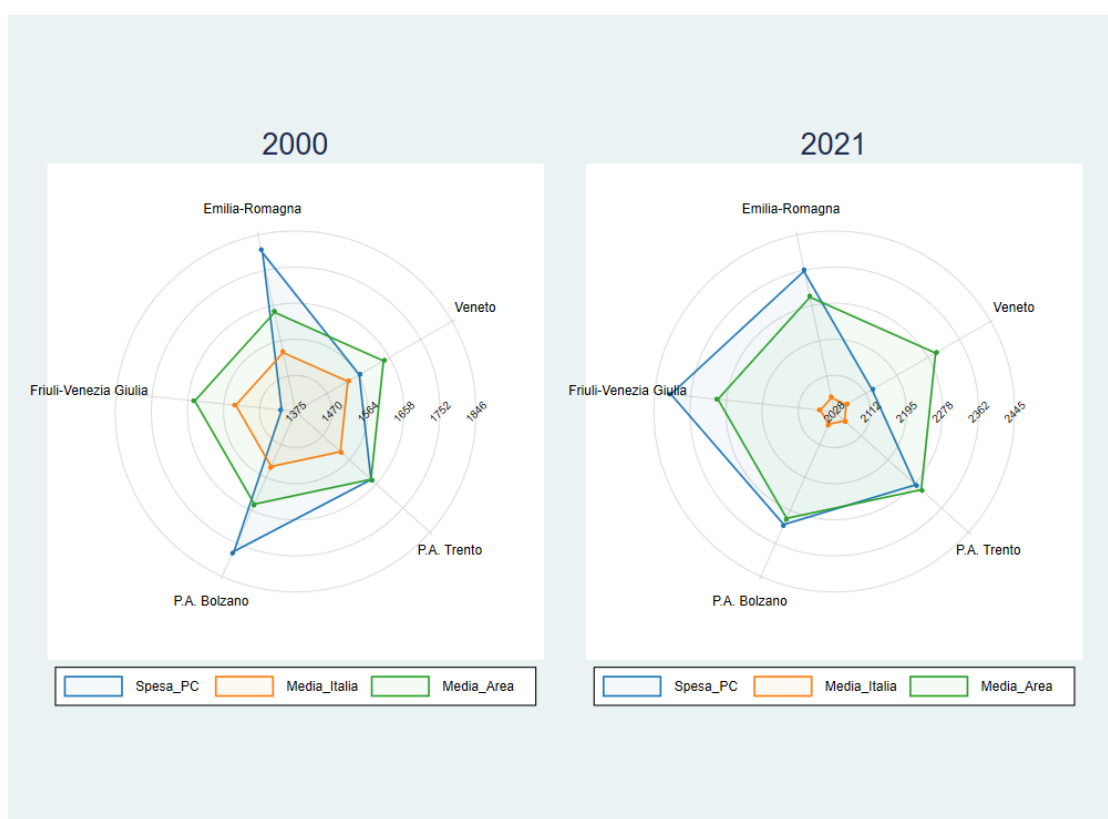 2000
Emilia-Romagna
Veneto
Friuli-Venezia Giulia
1375
1470
1564
1658
1752
1846
P.A. Trento
P.A. Bolzano
Spesa_PC Media_Italia Media_Area
2021
Emilia-Romagna
Veneto
Friuli-Venezia Giulia
2028
2112
2195
2278
2362
2445
P.A. Trento
P.A. Bolzano
Spesa_PC Media_Italia Media_Area